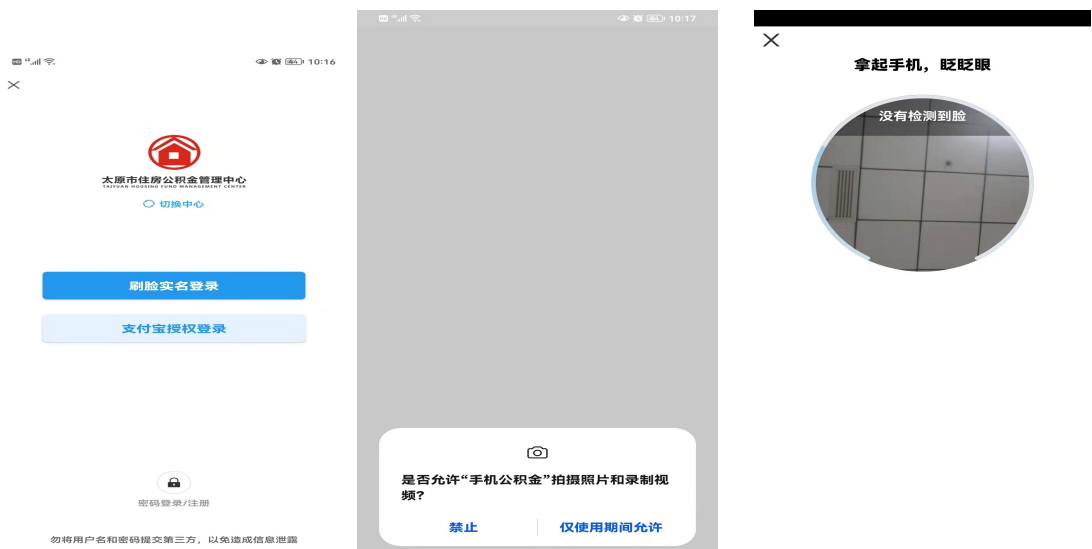 10:16
太原市住房公积金管理中心
TAIYUAN HOUSING FUND MANAGEMENT CENTER
切换中心
刷脸实名登录
支付宝授权登录
密码登录/注册
勿将用户名和密码提交第三方，以免造成信息泄露
10:17
是否允许“手机公积金”拍摄照片和录制视
频?
禁止
仅使用期间允许
拿起手机，眨眨眼
没有检测到脸